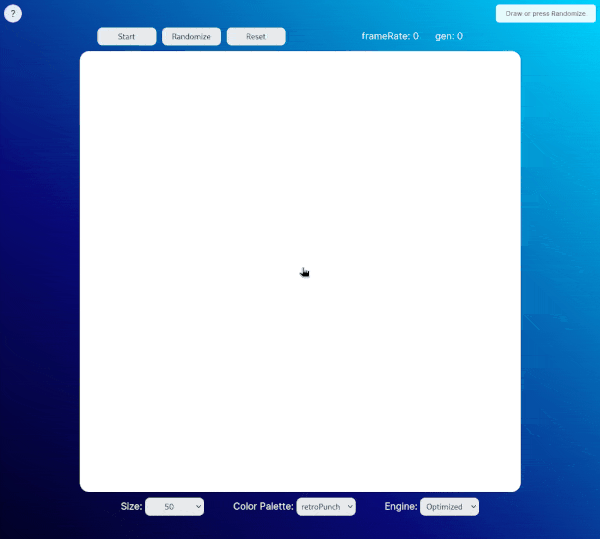 ?
Draw or press Randomize.
Start Randomize Reset frameRate: 0 gen: 0
Size: 50 Color Palette: retroPunch Engine: Optimized